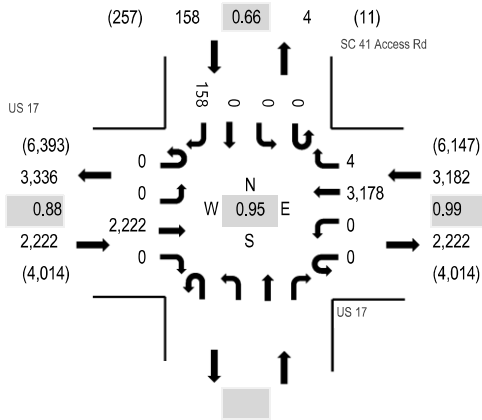 (257) 158 0.66 4 (11)
SC 41 Access Rd
158 0 0 0
US 17
(6,393) 0 4 (6,147)
3,336 0 N 3,178 3,182
0.88 W 0.95 E 0.99
2,222 2,222 S 0 2,222
(4,014) 0 0 (4,014)
US 17